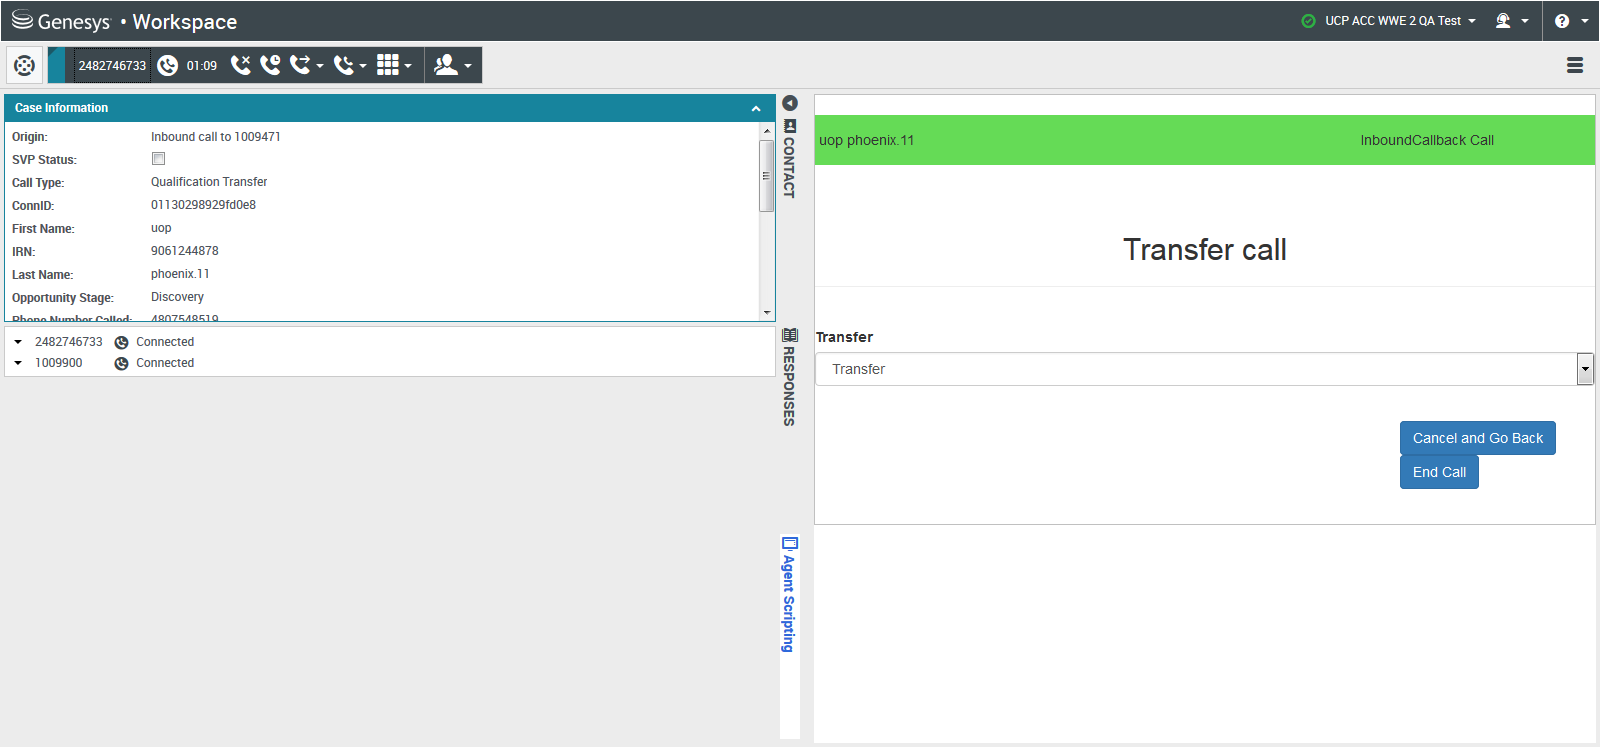 Genesys • Workspace
UCP ACC WWE 2 QA Test
2482746733 01:09
Case Information
Origin: Inbound call to 1009471
SVP Status:
Call Type: Qualification Transfer
ConnID: 01130298929fd0e8
First Name: uop
IRN: 9061244878
Last Name: phoenix.11
Opportunity Stage: Discovery
Phone Number Called: 4807548519
2482746733 Connected
1009900 Connected
CONTACT
RESPONSES
Agent Scripting
uop phoenix.11 InboundCallback Call
Transfer call
Transfer
Transfer
Cancel and Go Back
End Call